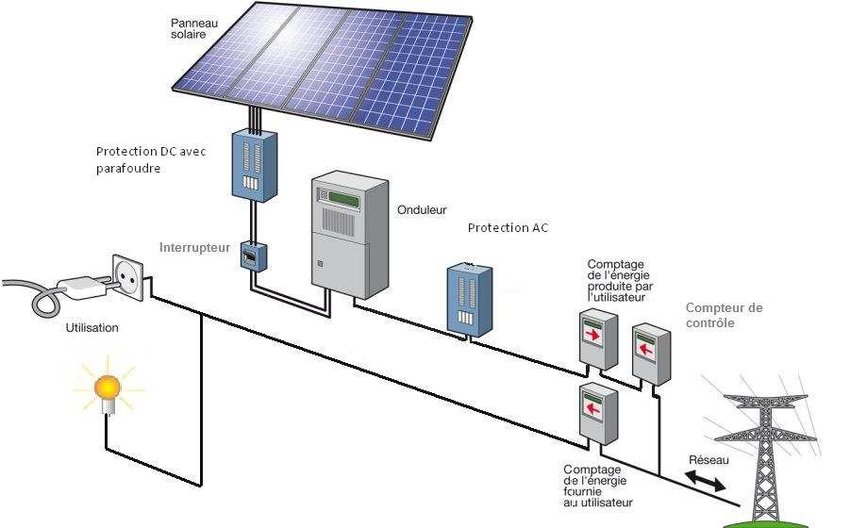 Panneau
solaire
Protection DC avec
parafoudre
Onduleur
Interrupteur
Protection AC
Comptage
de l'énergie
produite par
l'utilisateur
Compteur de
contrôle
Utilisation
Réseau
Comptage
de l'énergie
fournie
au utilisateur